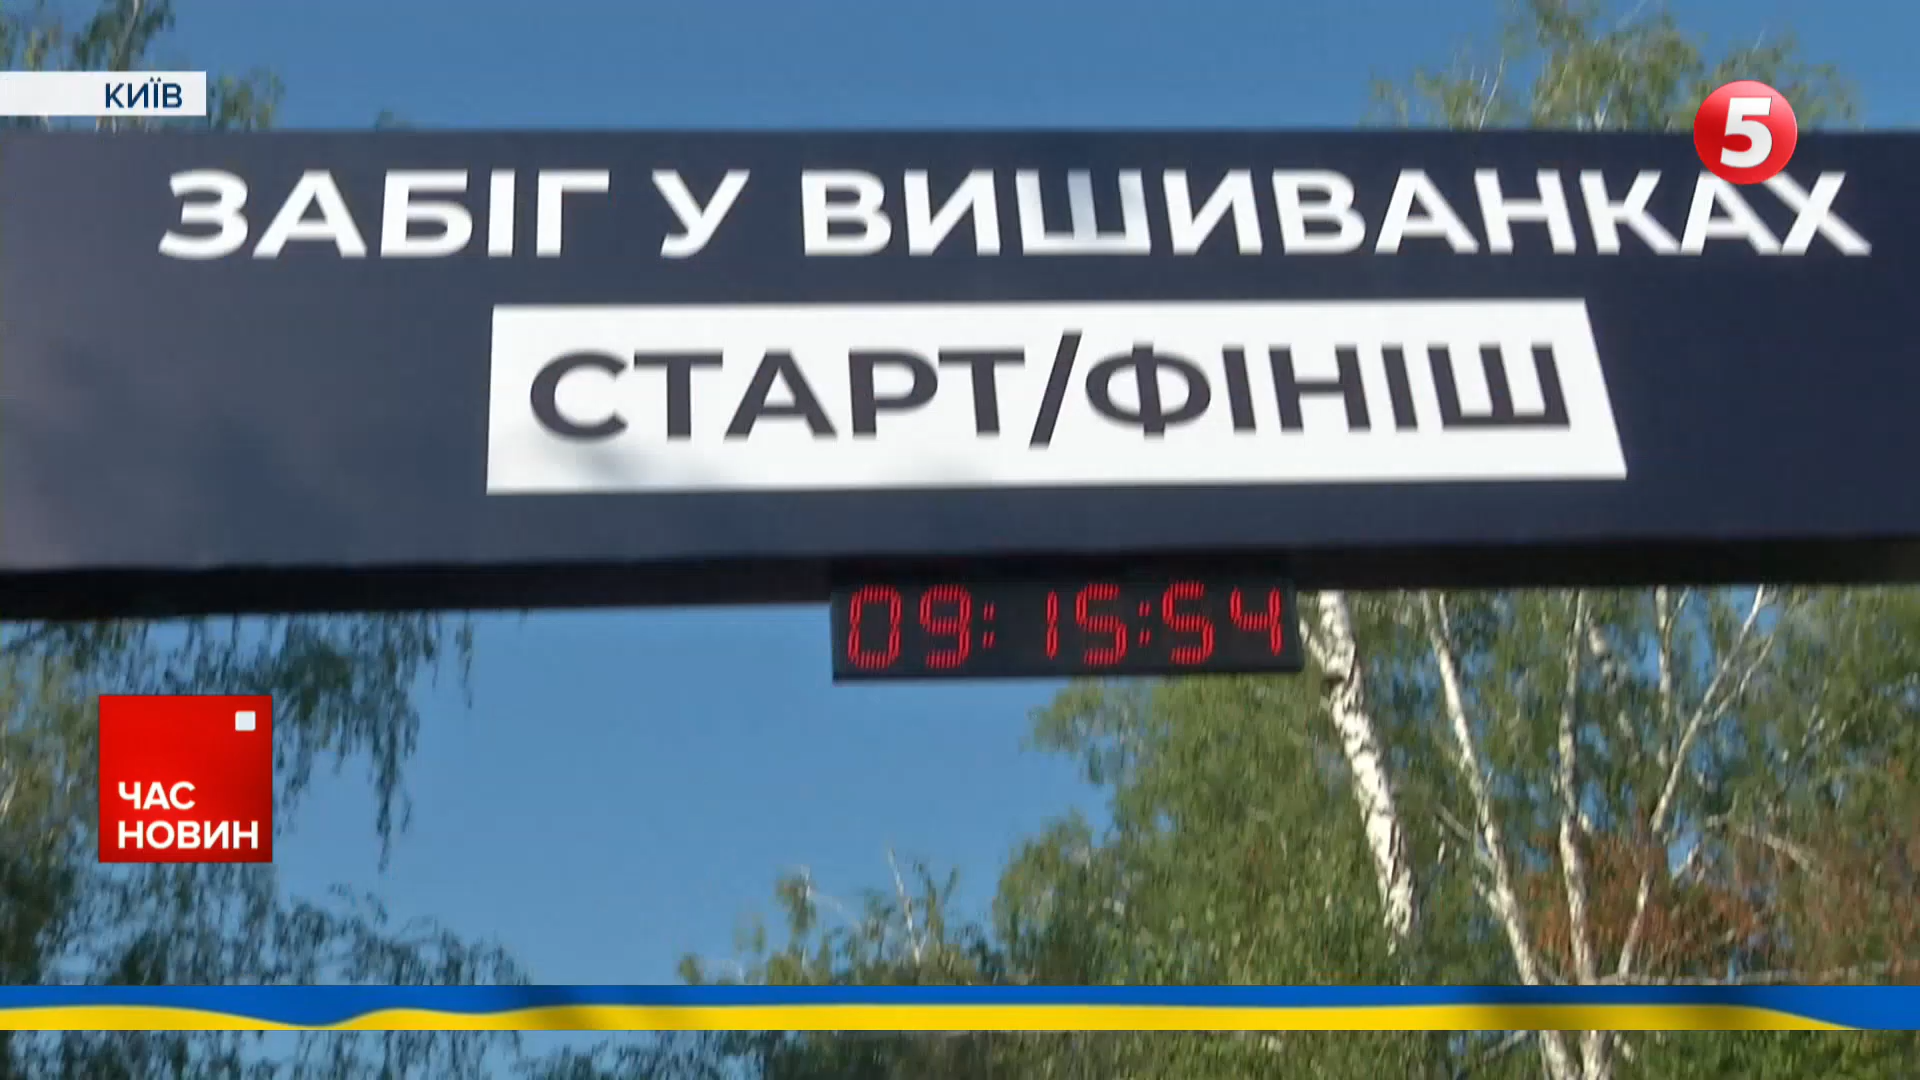 КИЇВ
5
ЗАБІГ У ВИШИВАНКАХ
СТАРТ/ФІНІШ
09:15:54
ЧАС
НОВИН